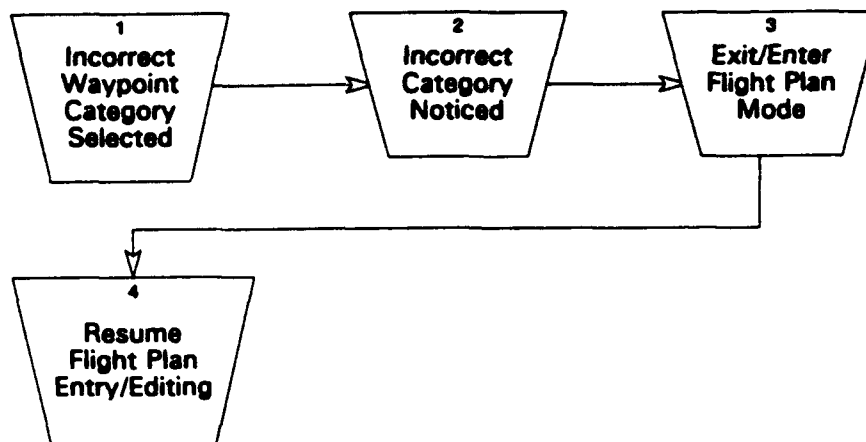 1
Incorrect
Waypoint
Category
Selected
2
Incorrect
Category
Noticed
3
Exit/Enter
Flight Plan
Mode
4
Resume
Flight Plan
Entry/Editing